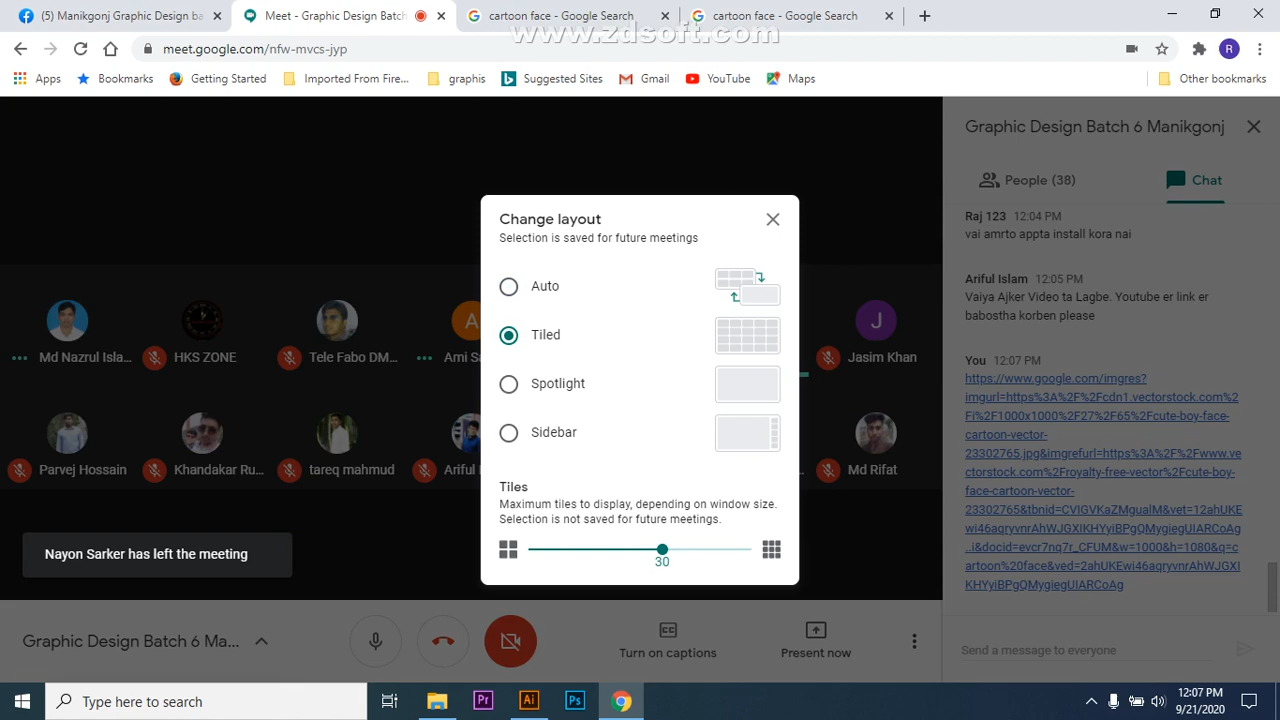 (5) Manikgonj Graphic Design Bat
Meet - Graphic Design Batch
cartoon face - Google Search
cartoon face - Google Search
www.zdsoft.com
meet.google.com/nfw-mvcs-jyp
R
Apps
Bookmarks
Getting Started
Imported From Fire...
graphis
Suggested Sites
Gmail
YouTube
Maps
Other bookmarks
Graphic Design Batch 6 Manikgonj
People (38)
Chat
Raj 123 12:04 PM
vai amrto appta install kora nai
Ariful Islam 12:05 PM
Vaiya Ajker Video ta Lagbe. Youtube er link er
babostha korben please
You 12:07 PM
https://www.google.com/imgres?
imgurl=https%3A%2F%2Fcdn1.vectorstock.com%2
Fi%2F1000x1000%2F27%2F65%2Fcute-boy-face-
cartoon-vector-
23302765.jpg&imgrefurl=https%3A%2F%2Fwww.ve
ctorstock.com%2Froyalty-free-vector%2Fcute-boy-
face-cartoon-vector-
23302765&tbnid=CVIGVKaZMgualM&vet=12ahUKE
wi46aqryvnrAhWJGXIKHYyiBPgQMygiegUIARCoAg
..i&docid=evcr7nq7r_CFUM&w=1000&h=1080&q=c
artoon%20face&ved=2ahUKEwi46aqryvnrAhWJGXI
KHYyiBPgQMygiegUIARCoAg
Send a message to everyone
Change layout
Selection is saved for future meetings
Auto
Tiled
Spotlight
Sidebar
Tiles
Maximum tiles to display, depending on window size.
Selection is not saved for future meetings.
30
Md Nazrul Isla...
HKS ZONE
Tele Fabo DM...
A
Ami Sa
J
Jasim Khan
Parvej Hossain
Khandakar Ru...
tareq mahmud
Ariful I
Md Rifat
Nayon Sarker has left the meeting
Graphic Design Batch 6 Ma...
CC
Turn on captions
Present now
Type here to search
Pr
Ai
Ps
12:07 PM
9/21/2020